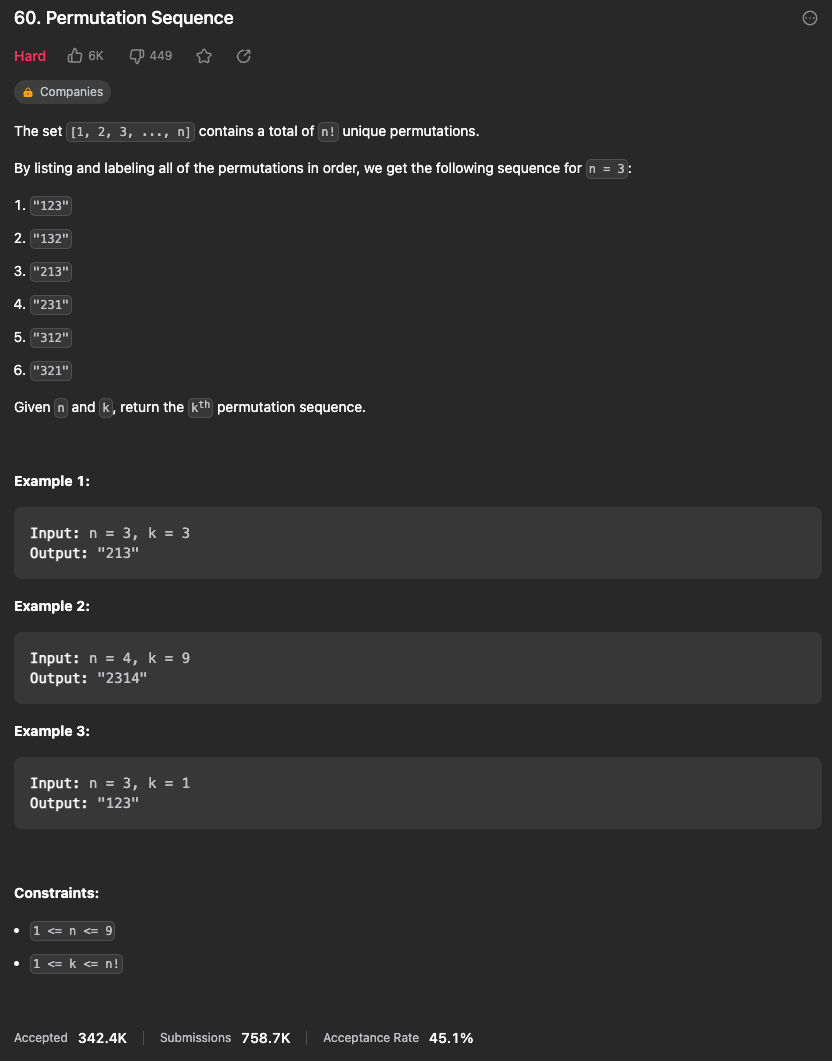 60. Permutation Sequence
Hard 6K 449
Companies
The set [1, 2, 3, ..., n] contains a total of n! unique permutations.
By listing and labeling all of the permutations in order, we get the following sequence for n = 3:
1. "123"
2. "132"
3. "213"
4. "231"
5. "312"
6. "321"
Given n and k, return the kth permutation sequence.
Example 1:
Input: n = 3, k = 3
Output: "213"
Example 2:
Input: n = 4, k = 9
Output: "2314"
Example 3:
Input: n = 3, k = 1
Output: "123"
Constraints:
• 1 <= n <= 9
• 1 <= k <= n!
Accepted 342.4K Submissions 758.7K Acceptance Rate 45.1%